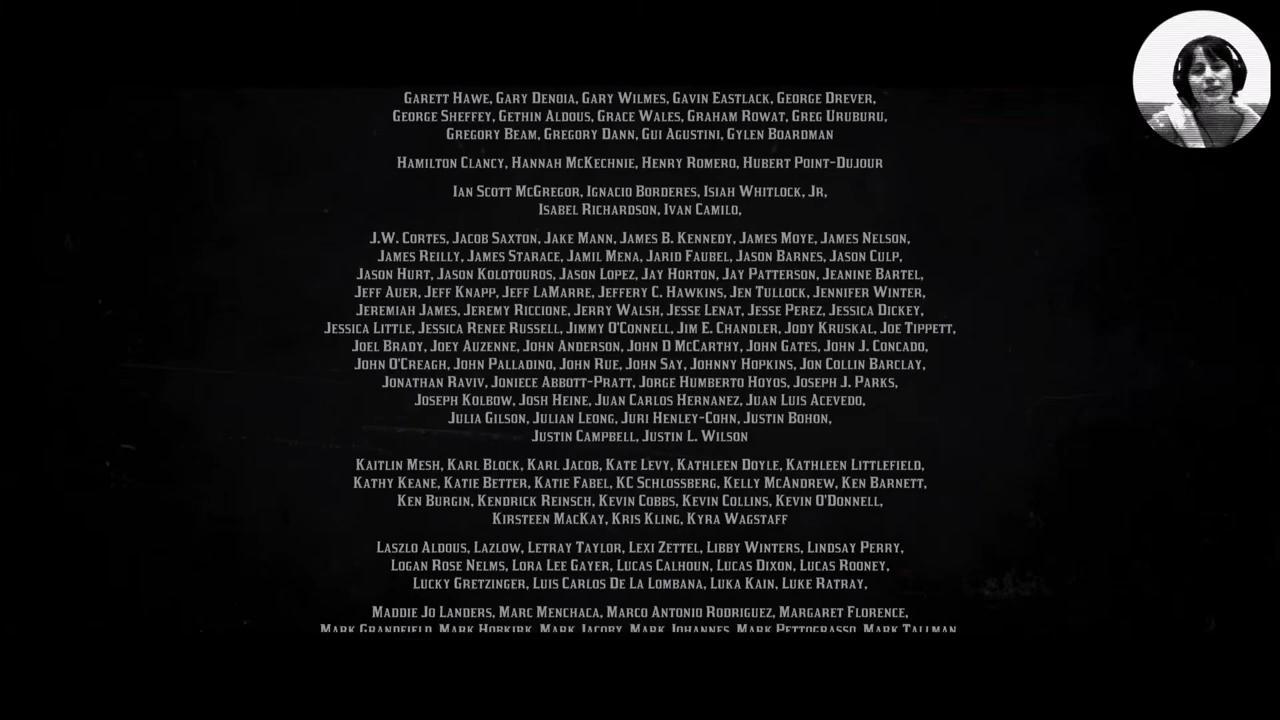 Garett Hawe, Gary Denoia, Gary Wilmes, Gavin Eastlack, George Drever,
George Sheffey, Gethin Aldous, Grace Wales, Graham Rowat, Greg Uruburu,
Gregory Beam, Gregory Dann, Gui Agustini, Gylen Boardman
Hamilton Clancy, Hannah McKechnie, Henry Romero, Hubert Point-DuJour
Ian Scott McGregor, Ignacio Borderes, Isiah Whitlock, Jr,
Isabel Richardson, Ivan Camilo,
J.W. Cortes, Jacob Saxton, Jake Mann, James B. Kennedy, James Moye, James Nelson,
James Reilly, James Starace, Jamil Mena, Jarid Faubel, Jason Barnes, Jason Culp,
Jason Hurt, Jason Kolotouros, Jason Lopez, Jay Horton, Jay Patterson, Jeanine Bartel,
Jeff Auer, Jeff Knapp, Jeff LaMarre, Jeffery C. Hawkins, Jen Tullock, Jennifer Winter,
Jeremiah James, Jeremy Riccione, Jerry Walsh, Jesse Lenat, Jesse Perez, Jessica Dickey,
Jessica Little, Jessica Renee Russell, Jimmy O'Connell, Jim E. Chandler, Jody Kruskal, Joe Tippett,
Joel Brady, Joey Auzenne, John Anderson, John D McCarthy, John Gates, John J. Concado,
John O'Creagh, John Palladino, John Rue, John Say, Johnny Hopkins, Jon Collin Barclay,
Jonathan Raviv, Joniece Abbott-Pratt, Jorge Humberto Hoyos, Joseph J. Parks,
Joseph Kolbow, Josh Heine, Juan Carlos Hernanez, Juan Luis Acevedo,
Julia Gilson, Julian Leong, Juri Henley-Cohn, Justin Bohon,
Justin Campbell, Justin L. Wilson
Kaitlin Mesh, Karl Block, Karl Jacob, Kate Levy, Kathleen Doyle, Kathleen Littlefield,
Kathy Keane, Katie Better, Katie Fabel, KC Schlossberg, Kelly McAndrew, Ken Barnett,
Ken Burgin, Kendrick Reinsch, Kevin Cobbs, Kevin Collins, Kevin O'Donnell,
Kirsteen MacKay, Kris Kling, Kyra Wagstaff
Laszlo Aldous, Lazlow, Letray Taylor, Lexi Zettel, Libby Winters, Lindsay Perry,
Logan Rose Nelms, Lora Lee Gayer, Lucas Calhoun, Lucas Dixon, Lucas Rooney,
Lucky Gretzinger, Luis Carlos De La Lombana, Luka Kain, Luke Ratray,
Maddie Jo Landers, Marc Menchaca, Marco Antonio Rodriguez, Margaret Florence,
Mark Grandfield, Mark Hobkirk, Mark Jacoby, Mark Johannes, Mark Pettograsso, Mark Tallman